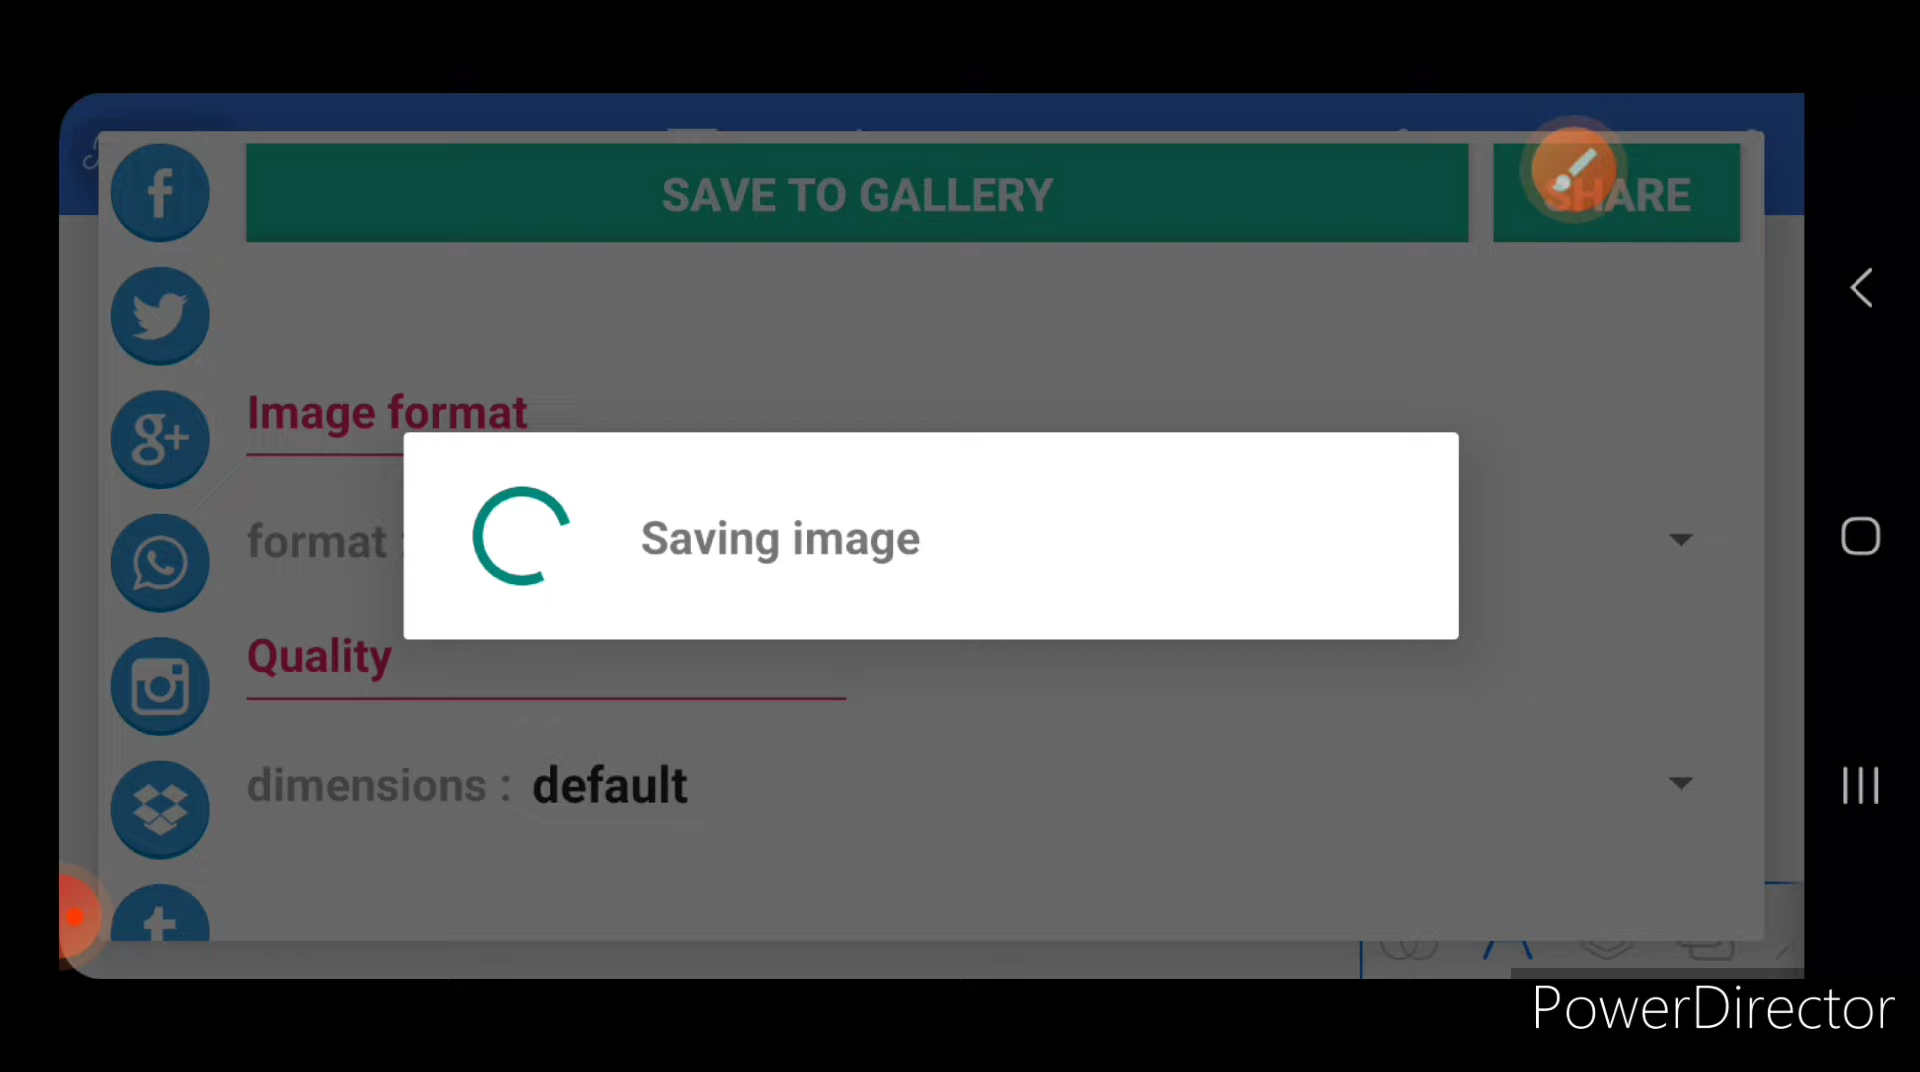 SAVE TO GALLERY
SHARE
Image format
format :
Saving image
Quality
dimensions : default
PowerDirector